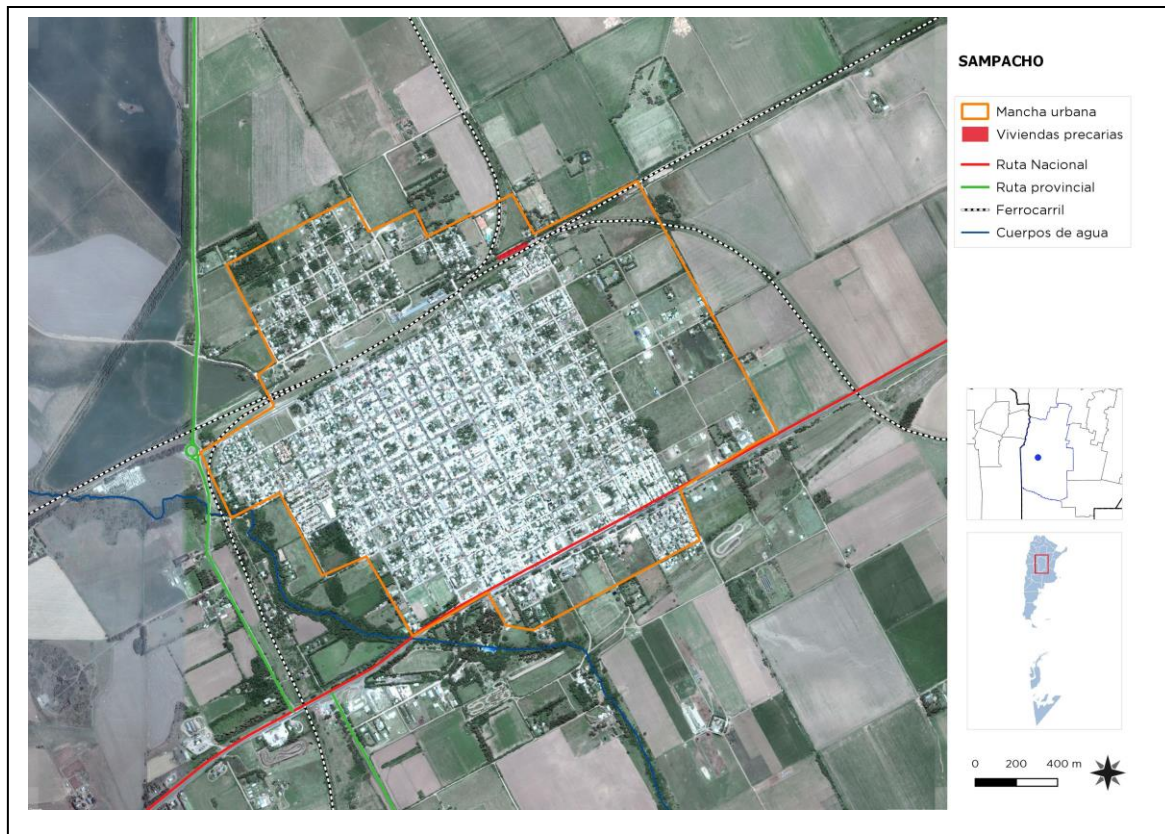 SAMPACHO
Mancha urbana
Viviendas precarias
Ruta Nacional
Ruta provincial
Ferrocarril
Cuerpos de agua
0 200 400 m